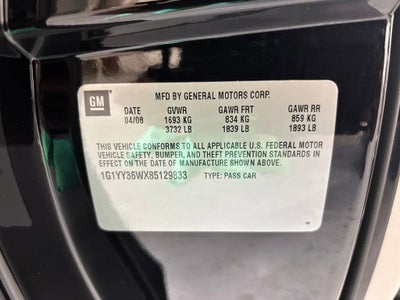 GM
MFD BY GENERAL MOTORS CORP.
DATE GVWR GAWR FRT GAWR RR
04/08 1693 KG 834 KG 859 KG
3732 LB 1839 LB 1893 LB
THIS VEHICLE CONFORMS TO ALL APPLICABLE U.S. FEDERAL MOTOR
VEHICLE SAFETY, BUMPER, AND THEFT PREVENTION STANDARDS IN
EFFECT ON THE DATE OF MANUFACTURE SHOWN ABOVE.
1G1YY36WX85129833 TYPE: PASS CAR